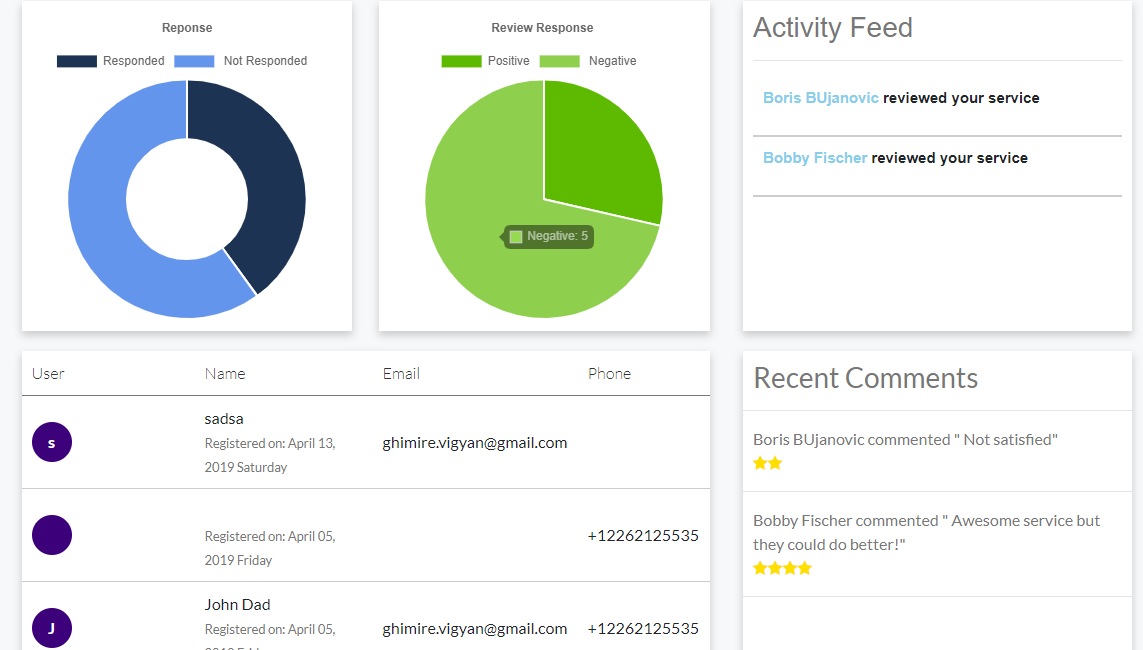 Reponse
Responded Not Responded
Review Response
Positive Negative
Negative: 5
Activity Feed
Boris BUjanovic reviewed your service
Bobby Fischer reviewed your service
User Name Email Phone
s
sadsa
Registered on: April 13,
2019 Saturday
ghimire.vigyan@gmail.com
Registered on: April 05,
2019 Friday
+12262125535
J
John Dad
Registered on: April 05,
ghimire.vigyan@gmail.com
+12262125535
Recent Comments
Boris BUjanovic commented " Not satisfied"
Bobby Fischer commented " Awesome service but
they could do better!"